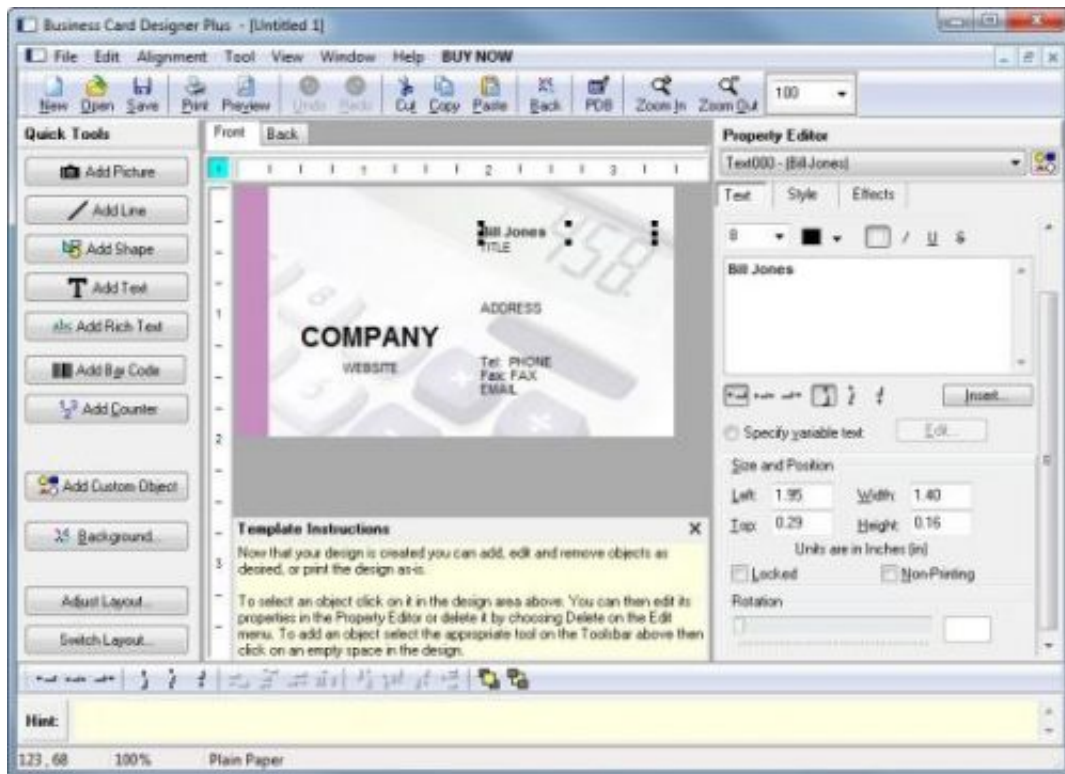 Business Card Designer Plus - [Untitled 1]
File Edit Alignment Tool View Window Help BUY NOW
New Open Save Print Preview Undo Redo Cut Copy Paste Back PDB Zoom In Zoom Out 100
Quick Tools
Add Picture
Add Line
Add Shape
Add Text
abc Add Rich Text
Add Bar Code
Add Counter
Add Custom Object
Background...
Adjust Layout...
Switch Layout...
Front Back
1 2 3
1
2
3
458.
Bill Jones
TITLE
ADDRESS
COMPANY
WEBSITE
Tel: PHONE
Fax: FAX
EMAIL
Template Instructions X
Now that your design is created you can add, edit and remove objects as
desired, or print the design as-is.
To select an object click on it in the design area above. You can then edit its
properties in the Property Editor or delete it by choosing Delete on the Edit
menu. To add an object select the appropriate tool on the Toolsbar above then
click on an empty space in the design.
Property Editor
Text000 - (Bill Jones)
Text Style Effects
8 I U S
Bill Jones
Insert...
Specify variable text Edit...
Size and Position
Left: 1.95 Width: 1.40
Top: 0.29 Height: 0.16
Units are in Inches (in)
Locked Non-Printing
Rotation
Hint:
123 , 68 100% Plain Paper